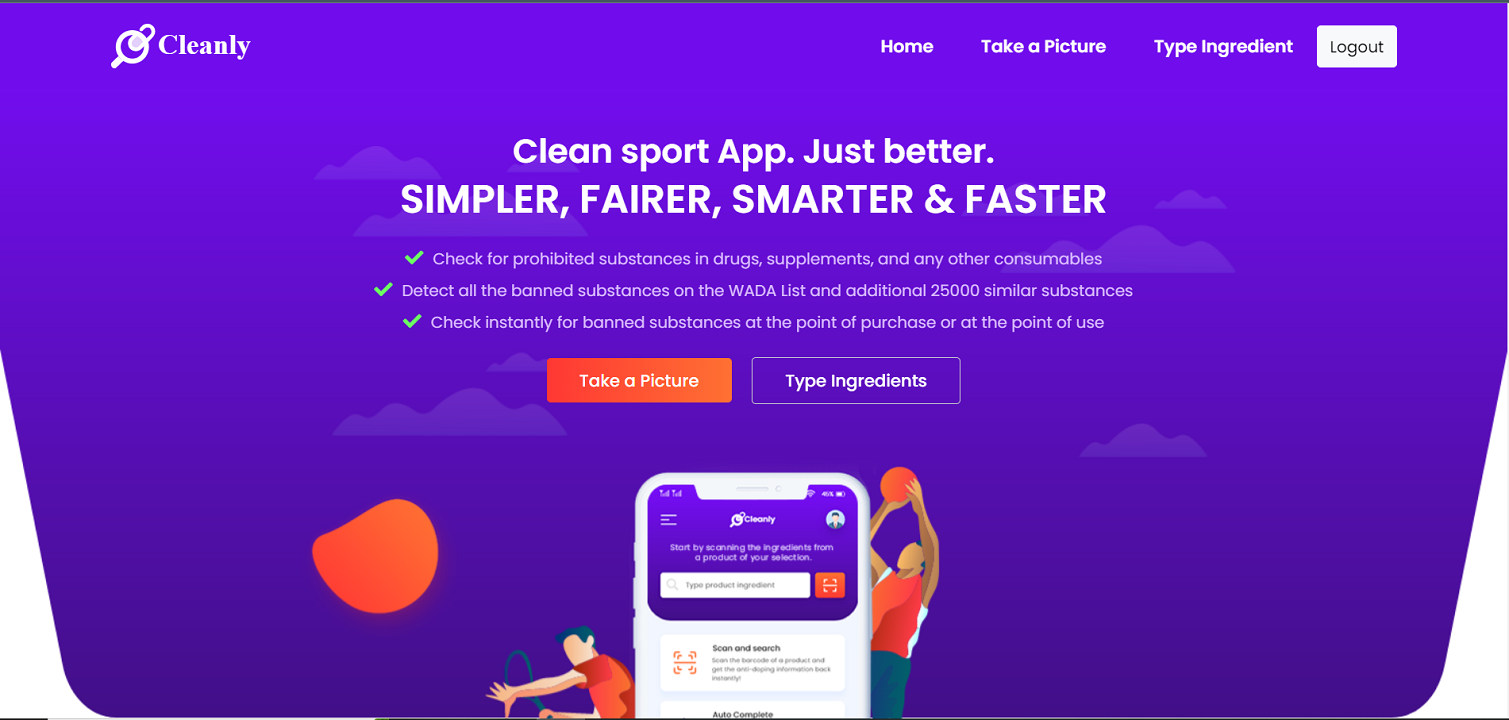 Cleanly
Home
Take a Picture
Type Ingredient
Logout
Clean sport App. Just better.
SIMPLER, FAIRER, SMARTER & FASTER
Check for prohibited substances in drugs, supplements, and any other consumables
Detect all the banned substances on the WADA List and additional 25000 similar substances
Check instantly for banned substances at the point of purchase or at the point of use
Take a Picture
Type Ingredients
45%
Cleanly
Start by scanning the ingredients from
a product of your selection.
Type product ingredient
Scan and search
Scan the barcode of a product and
get the anti-doping information back
instantly!
Auto Complete